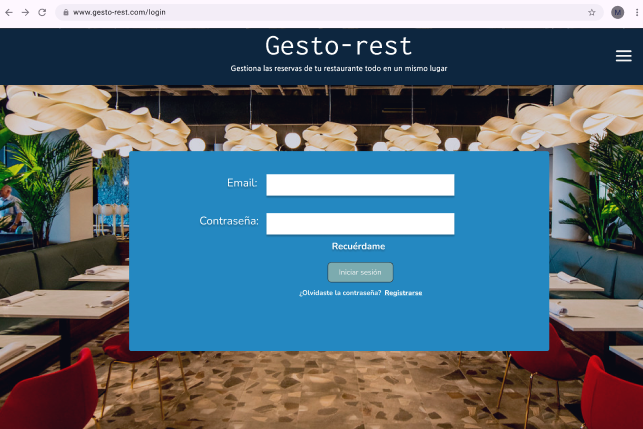 www.gesto-rest.com/login
M
Gesto-rest
Gestiona las reservas de tu restaurante todo en un mismo lugar
Email:
Contraseña:
Recuérdame
Iniciar sesión
¿Olvidaste la contraseña? Registrarse